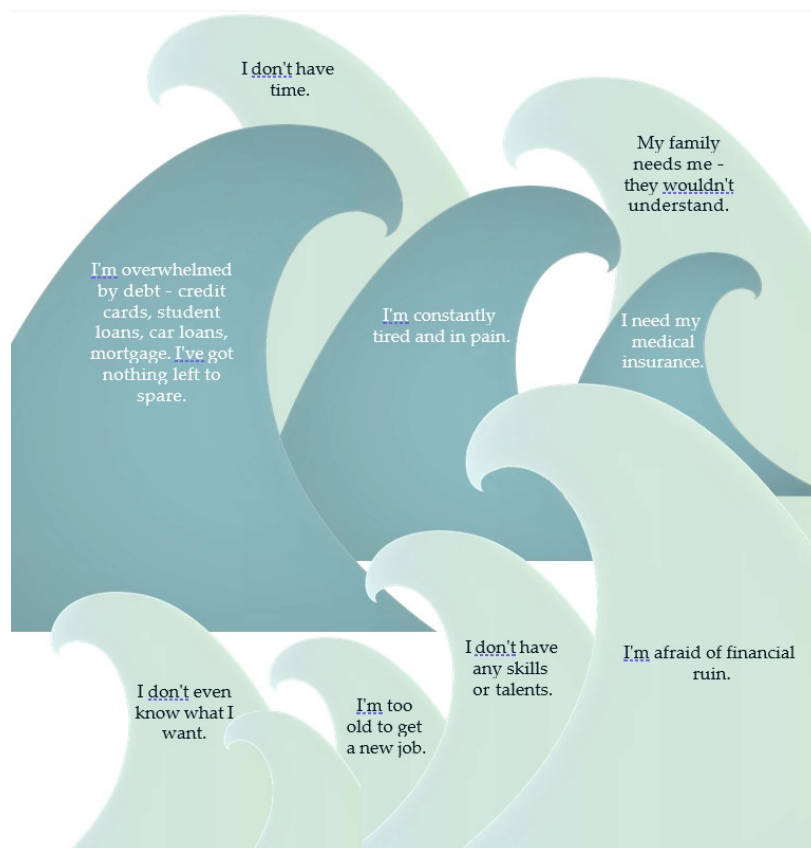 I don't have
time.
My family
needs me -
they wouldn't
understand.
I'm overwhelmed
by debt - credit
cards, student
loans, car loans,
mortgage. I've got
nothing left to
spare.
I'm constantly
tired and in pain.
I need my
medical
insurance.
I don't even
know what I
want.
I'm too
old to get
a new job.
I don't have
any skills
or talents.
I'm afraid of financial
ruin.